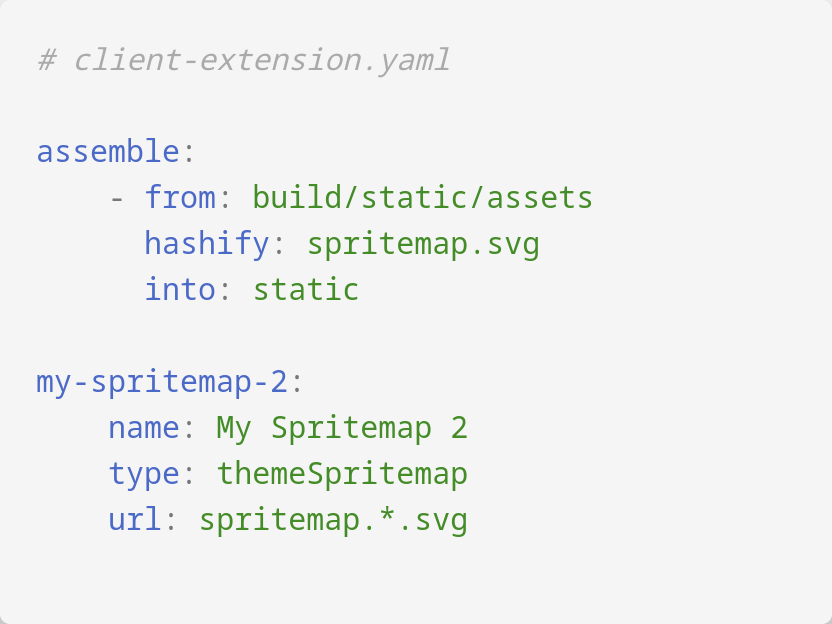 # client-extension.yaml

assemble:
    - from: build/static/assets
      hashify: spritemap.svg
      into: static

my-spritemap-2:
    name: My Spritemap 2
    type: themeSpritemap
    url: spritemap.*.svg